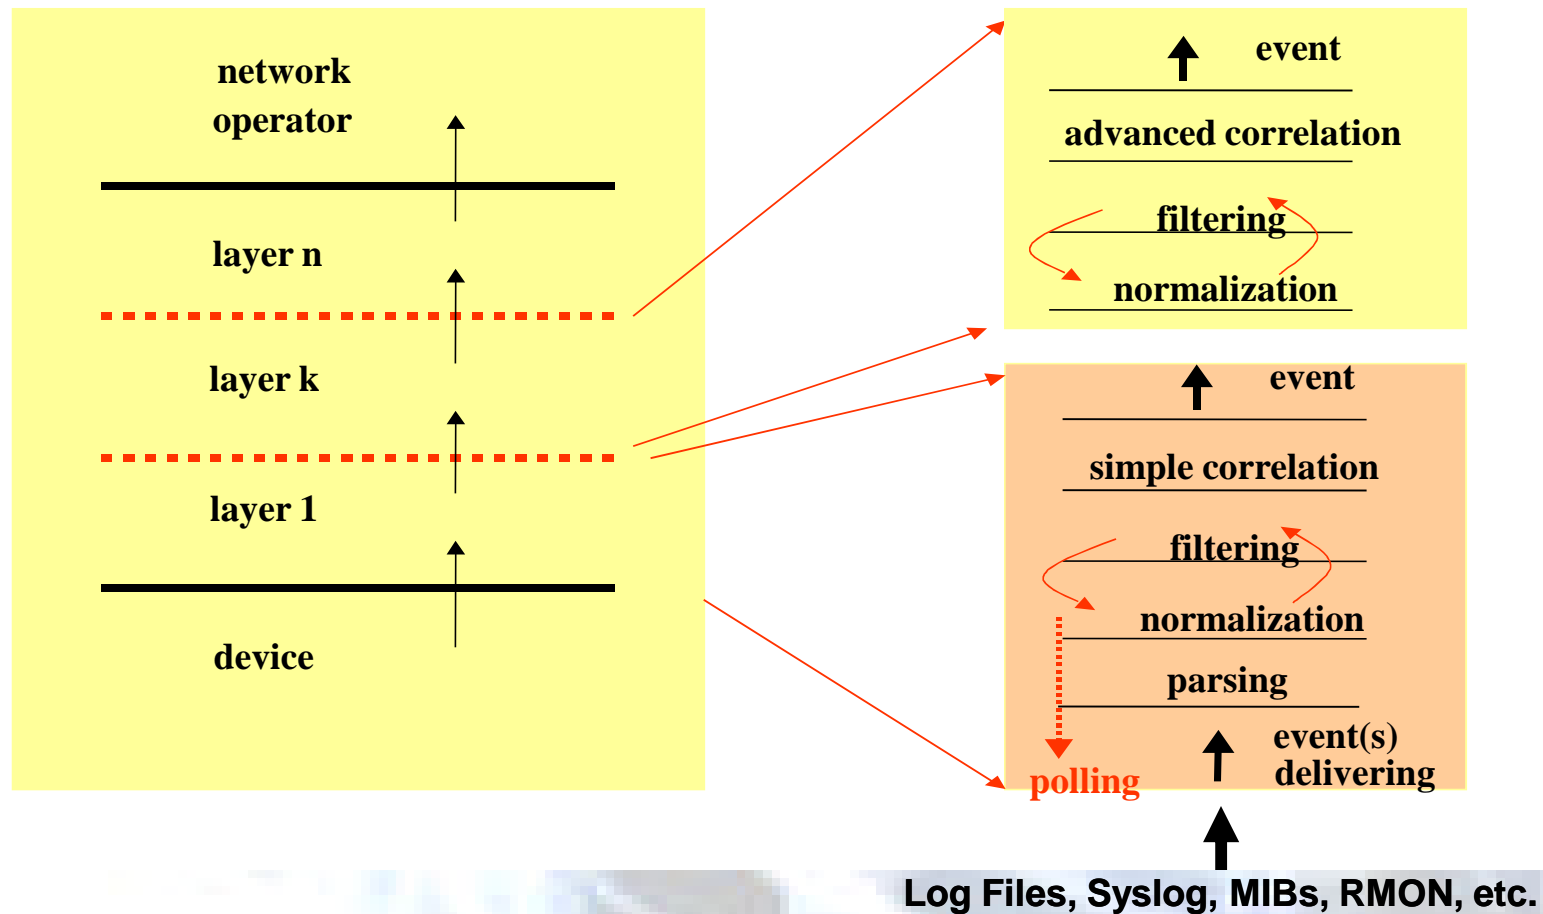 network
operator
layer n
layer k
layer 1
device
event
advanced correlation
filtering
normalization
event
simple correlation
filtering
normalization
parsing
event(s)
delivering
polling
Log Files, Syslog, MIBs, RMON, etc.